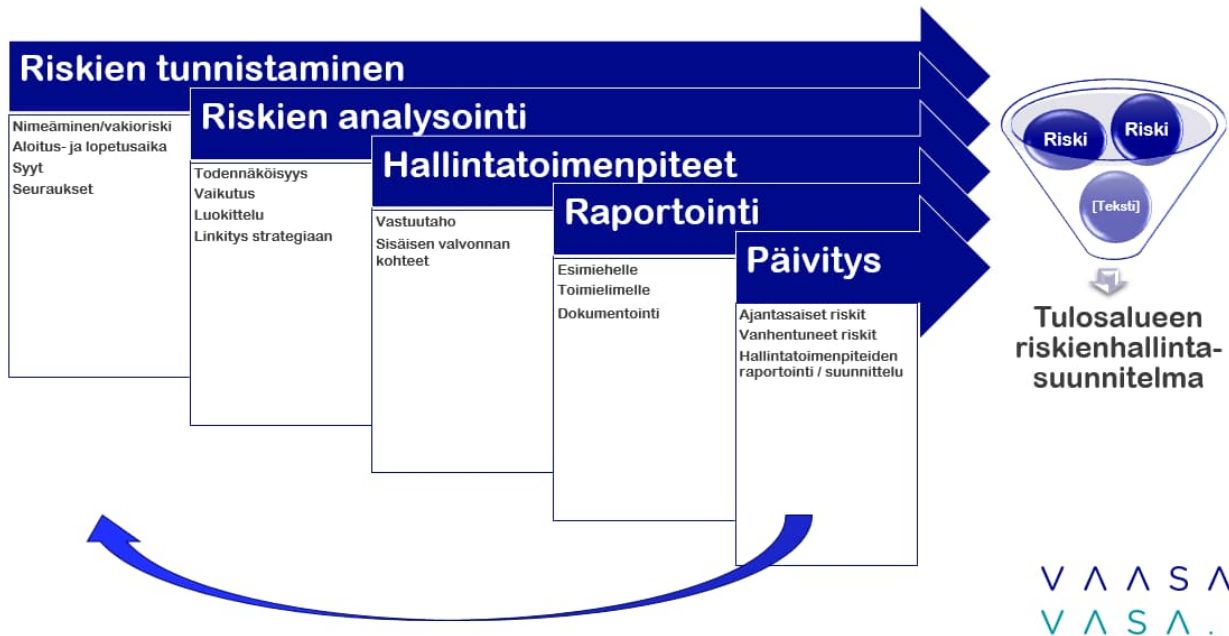 Riskien tunnistaminen
Nimeäminen/vakioriski
Aloitus- ja lopetusaika
Syyt
Seuraukset
Riskien analysointi
Todennäköisyys
Vaikutus
Luokittelu
Linkitys strategiaan
Hallintatoimenpiteet
Vastuutaho
Sisäisen valvonnan
kohteet
Raportointi
Esimiehelle
Toimielimelle
Dokumentointi
Päivitys
Ajantasaiset riskit
Vanhentuneet riskit
Hallintatoimenpiteiden
raportointi / suunnittelu
Riski
Riski
[Teksti]
Tulosalueen
riskienhallinta-
suunnitelma
VAASA
VASA.